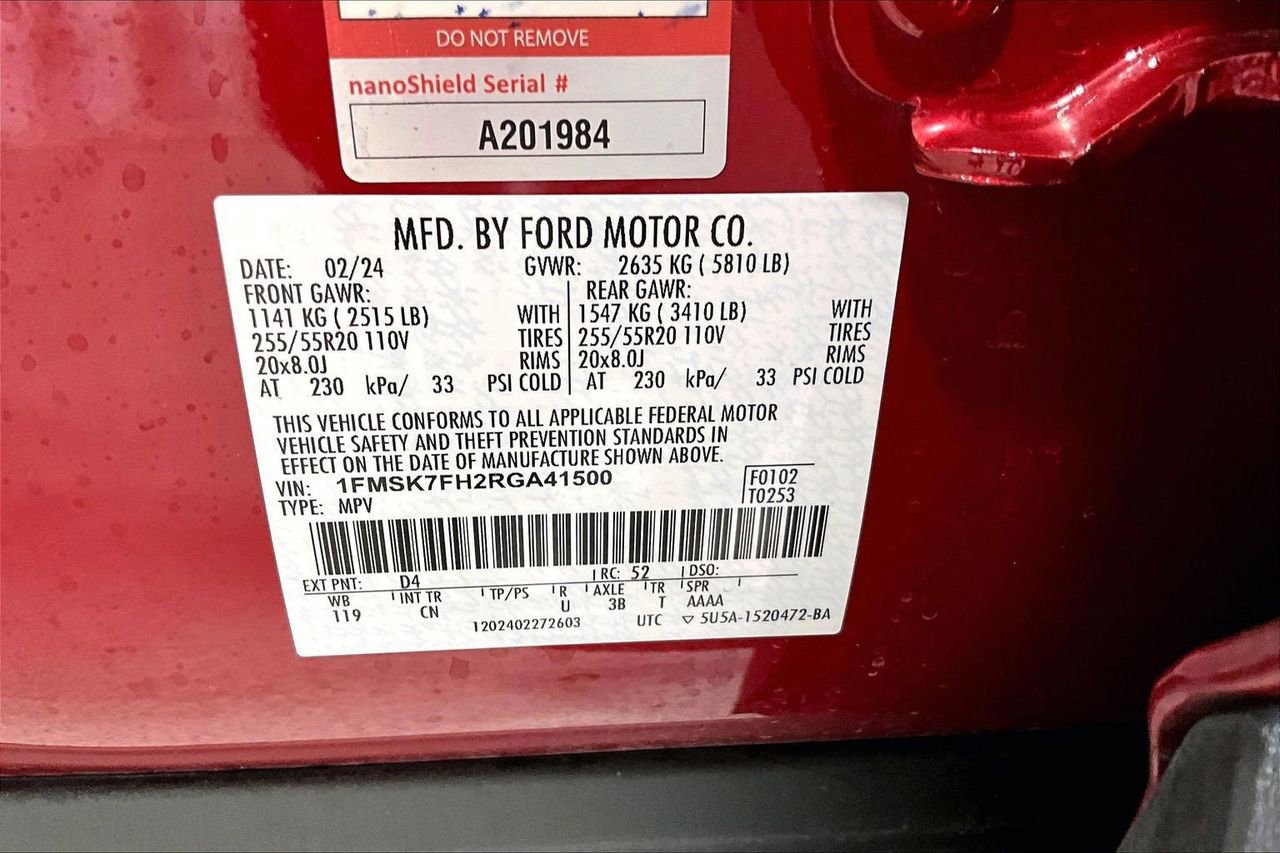 DO NOT REMOVE
nanoShield Serial #
A201984
MFD. BY FORD MOTOR CO.
DATE: 02/24 GVWR: 2635 KG ( 5810 LB)
FRONT GAWR: REAR GAWR:
1141 KG ( 2515 LB) WITH 1547 KG ( 3410 LB) WITH
255/55R20 110V TIRES 255/55R20 110V TIRES
20x8.0J RIMS 20x8.0J RIMS
AT 230 kPa/ 33 PSI COLD AT 230 kPa/ 33 PSI COLD
THIS VEHICLE CONFORMS TO ALL APPLICABLE FEDERAL MOTOR
VEHICLE SAFETY AND THEFT PREVENTION STANDARDS IN
EFFECT ON THE DATE OF MANUFACTURE SHOWN ABOVE.
VIN: 1FMSK7FH2RGA41500 F0102
TYPE: MPV T0253
EXT PNT: D4 RC: 52 DSO:
WB INT TR TP/PS R AXLE TR SPR
119 CN U 3B T AAAA
1202402272603 UTC ▽ 5U5A-1520472-BA